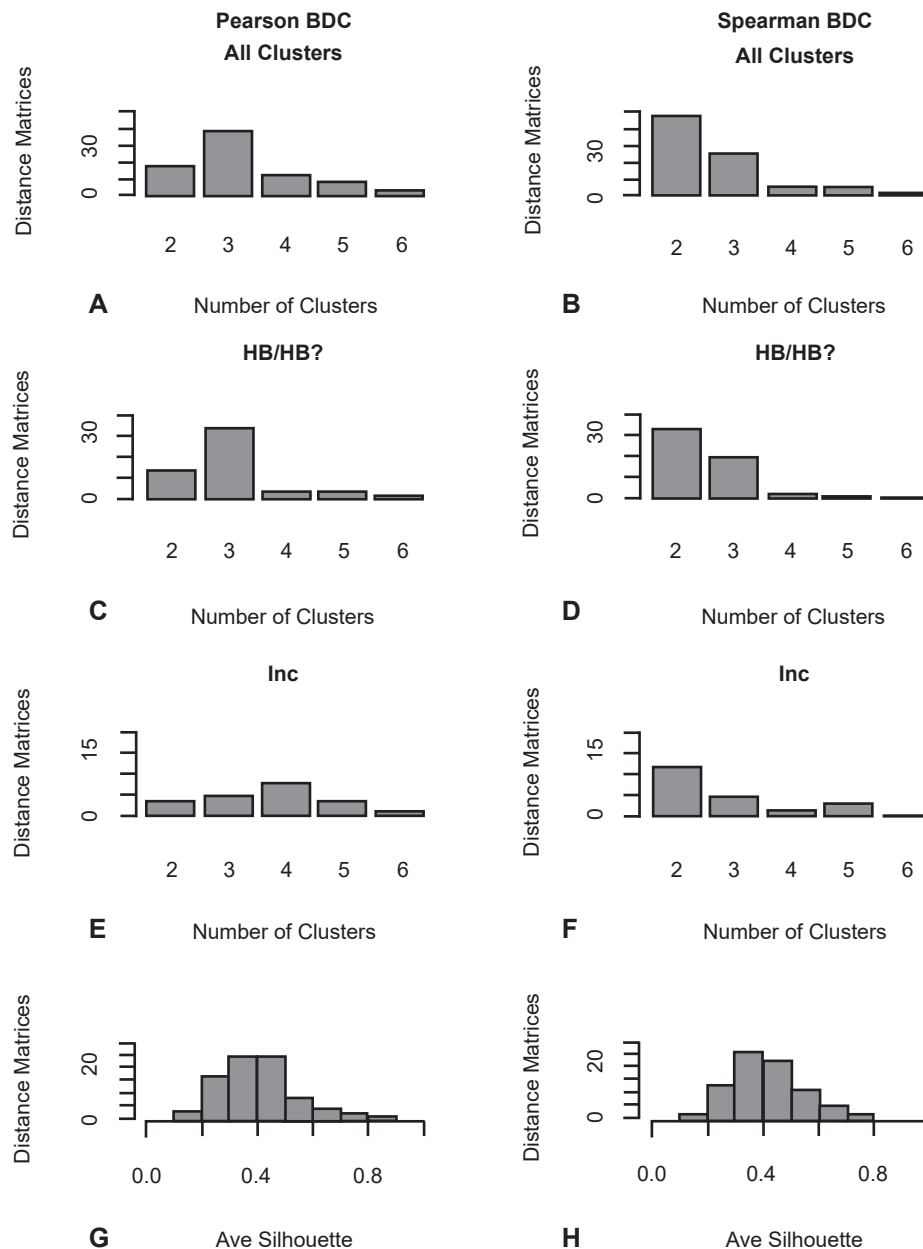 Pearson BDC
All Clusters
Distance Matrices
30
0
2 3 4 5 6
A Number of Clusters
Spearman BDC
All Clusters
Distance Matrices
30
0
2 3 4 5 6
B Number of Clusters
HB/HB?
Distance Matrices
30
0
2 3 4 5 6
C Number of Clusters
HB/HB?
Distance Matrices
30
0
2 3 4 5 6
D Number of Clusters
Inc
Distance Matrices
15
0
2 3 4 5 6
E Number of Clusters
Inc
Distance Matrices
15
0
2 3 4 5 6
F Number of Clusters
Distance Matrices
20
0
0.0 0.4 0.8
G Ave Silhouette
Distance Matrices
20
0
0.0 0.4 0.8
H Ave Silhouette